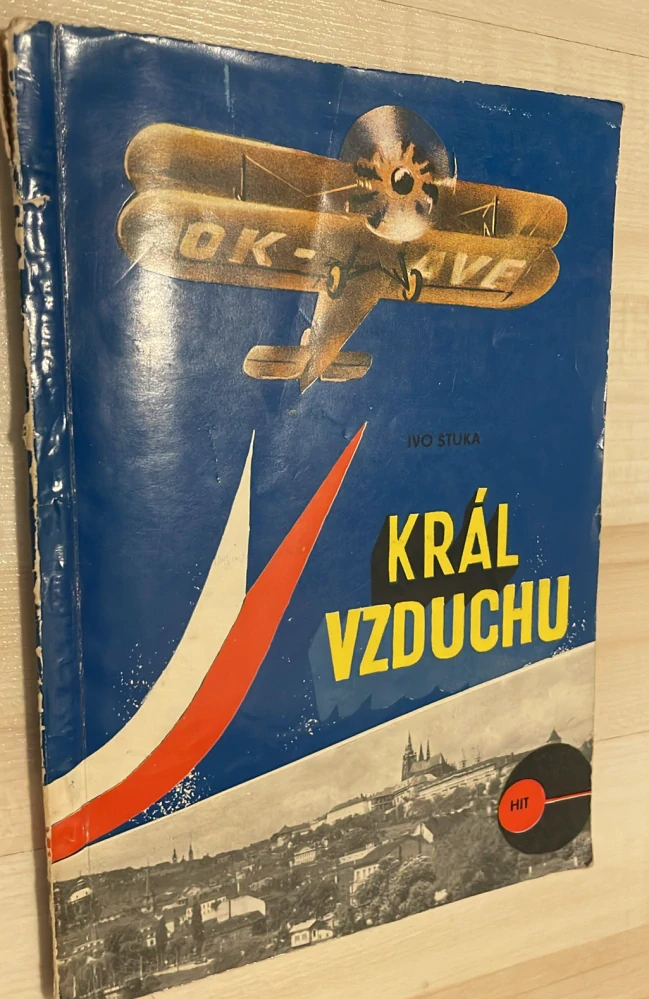 OK-AVE
IVO ŠTUKA
KRÁL
VZDUCHU
HIT